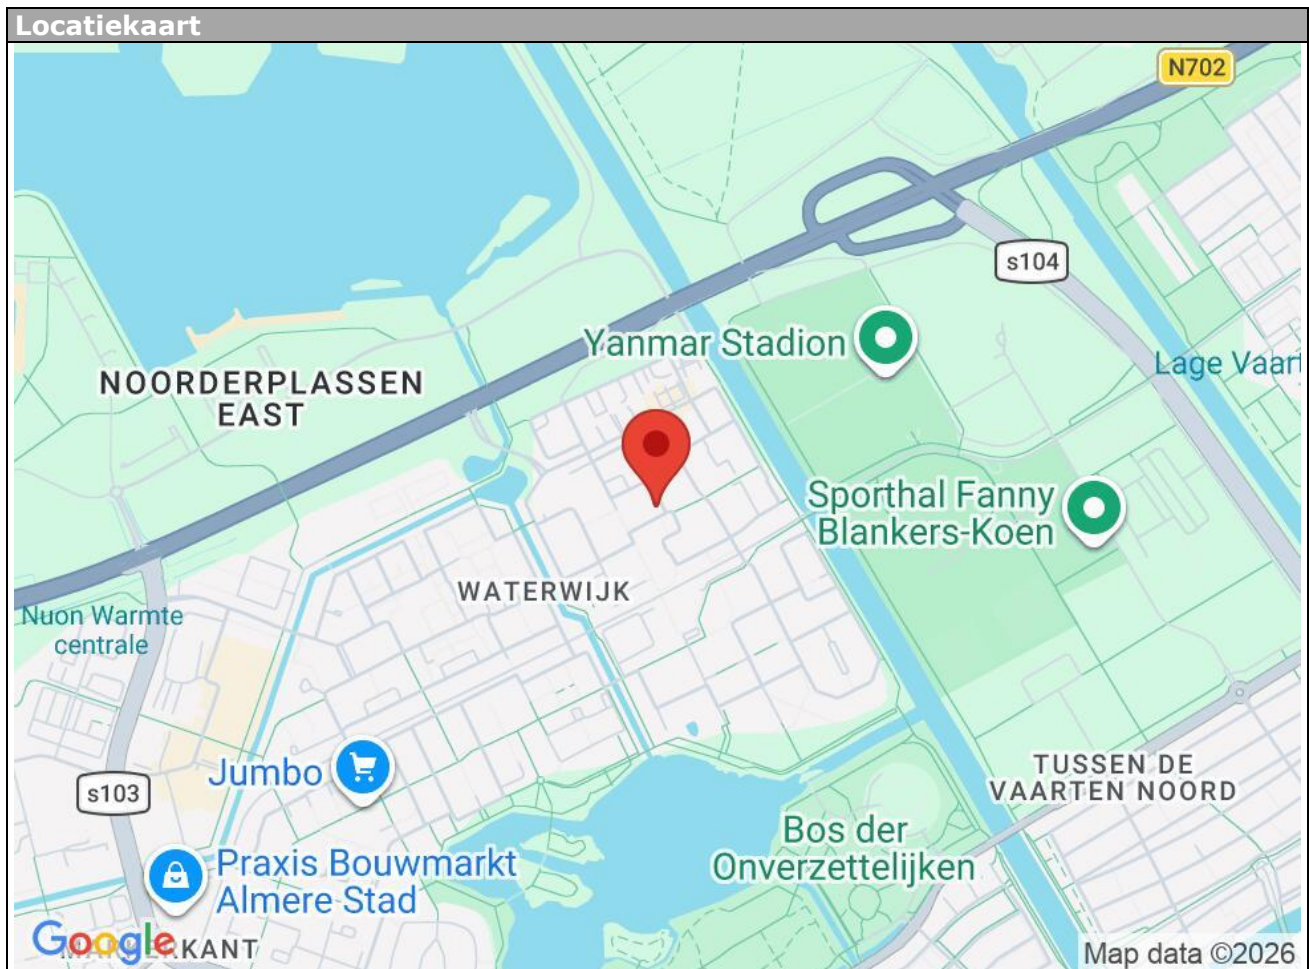 Locatiekaart
N702
s104
Yanmar Stadion
Lage Vaart
NOORDERPLASSEN
EAST
Sporthal Fanny
Blankers-Koen
WATERWIJK
Nuon Warmte
centrale
Jumbo
s103
TUSSEN DE
VAARTEN NOORD
Bos der
Onverzettelijken
Praxis Bouwmarkt
Almere Stad
Google
KANT
Map data ©2026